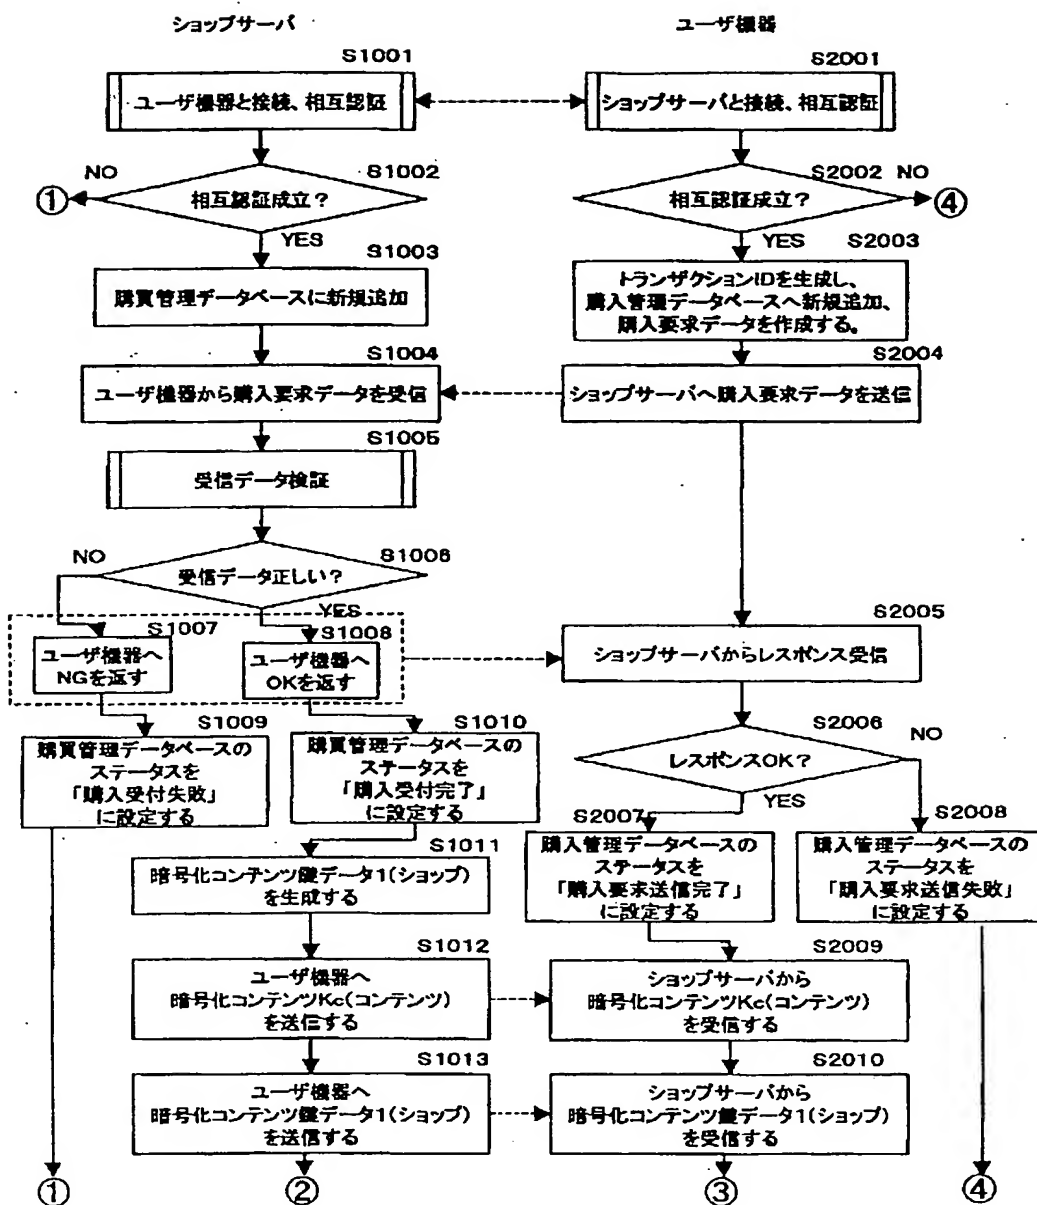 ショップサーバ
ユーザ機器
S1001
S2001
ユーザ機器と接続、相互認証
ショップサーバと接続、相互認証
NO
S1002
S2002
NO
①
相互認証成立？
相互認証成立？
④
YES
S1003
YES
S2003
購買管理データベースに新規追加
トランザクションIDを生成し、
購入管理データベースへ新規追加、
購入要求データを作成する。
S1004
S2004
ユーザ機器から購入要求データを受信
ショップサーバへ購入要求データを送信
S1005
受信データ検証
NO
S1006
受信データ正しい？
YES
S1007
S1008
S2005
ユーザ機器へ
NGを返す
ユーザ機器へ
OKを返す
ショップサーバからレスポンス受信
S1009
S1010
S2006
購買管理データベースの
ステータスを
「購入受付失敗」
に設定する
購買管理データベースの
ステータスを
「購入受付完了」
に設定する
レスポンスOK？
NO
YES
S2007
S2008
購入管理データベースの
ステータスを
「購入要求送信完了」
に設定する
購入管理データベースの
ステータスを
「購入要求送信失敗」
に設定する
S1011
暗号化コンテンツ鍵データ1(ショップ)
を生成する
S1012
S2009
ユーザ機器へ
暗号化コンテンツKc(コンテンツ)
を送信する
ショップサーバから
暗号化コンテンツKc(コンテンツ)
を受信する
S1013
S2010
ユーザ機器へ
暗号化コンテンツ鍵データ1(ショップ)
を送信する
ショップサーバから
暗号化コンテンツ鍵データ1(ショップ)
を受信する
①
②
③
④